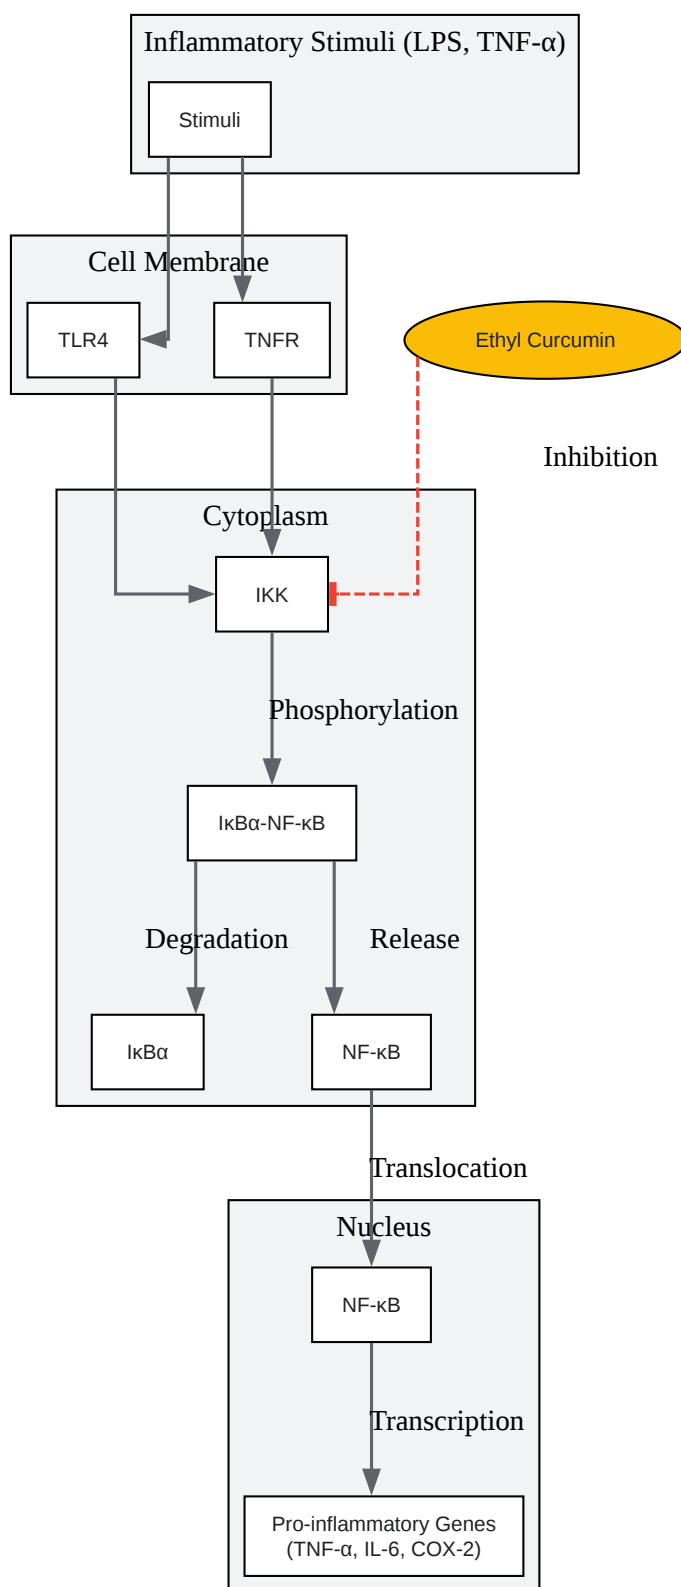 Inflammatory Stimuli (LPS, TNF-α)
Stimuli
Cell Membrane
TLR4
TNFR
Ethyl Curcumin
Inhibition
Cytoplasm
IKK
Phosphorylation
IκBα-NF-κB
Degradation
Release
IκBα
NF-κB
Translocation
Nucleus
NF-κB
Transcription
Pro-inflammatory Genes
(TNF-α, IL-6, COX-2)